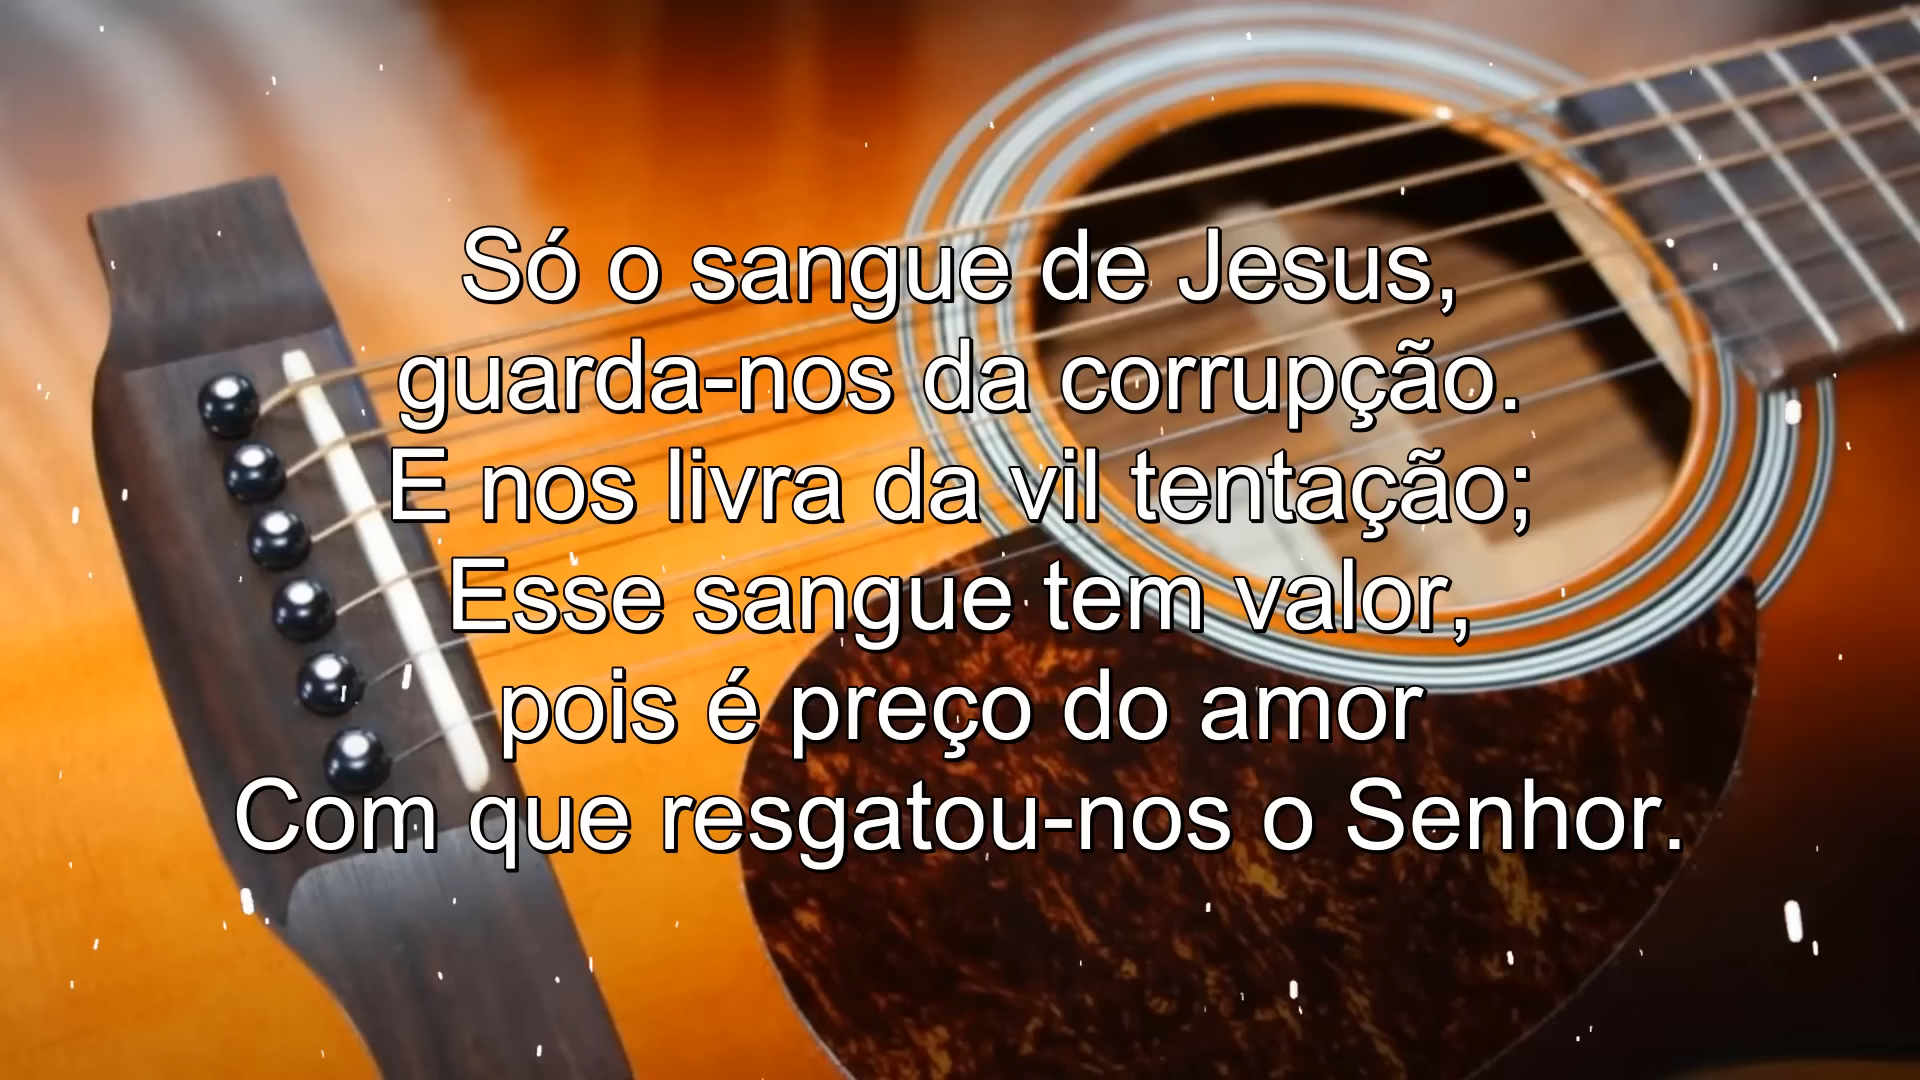 Só o sangue de Jesus,
guarda-nos da corrupção.
E nos livra da vil tentação;
Esse sangue tem valor,
pois é preço do amor
Com que resgatou-nos o Senhor.